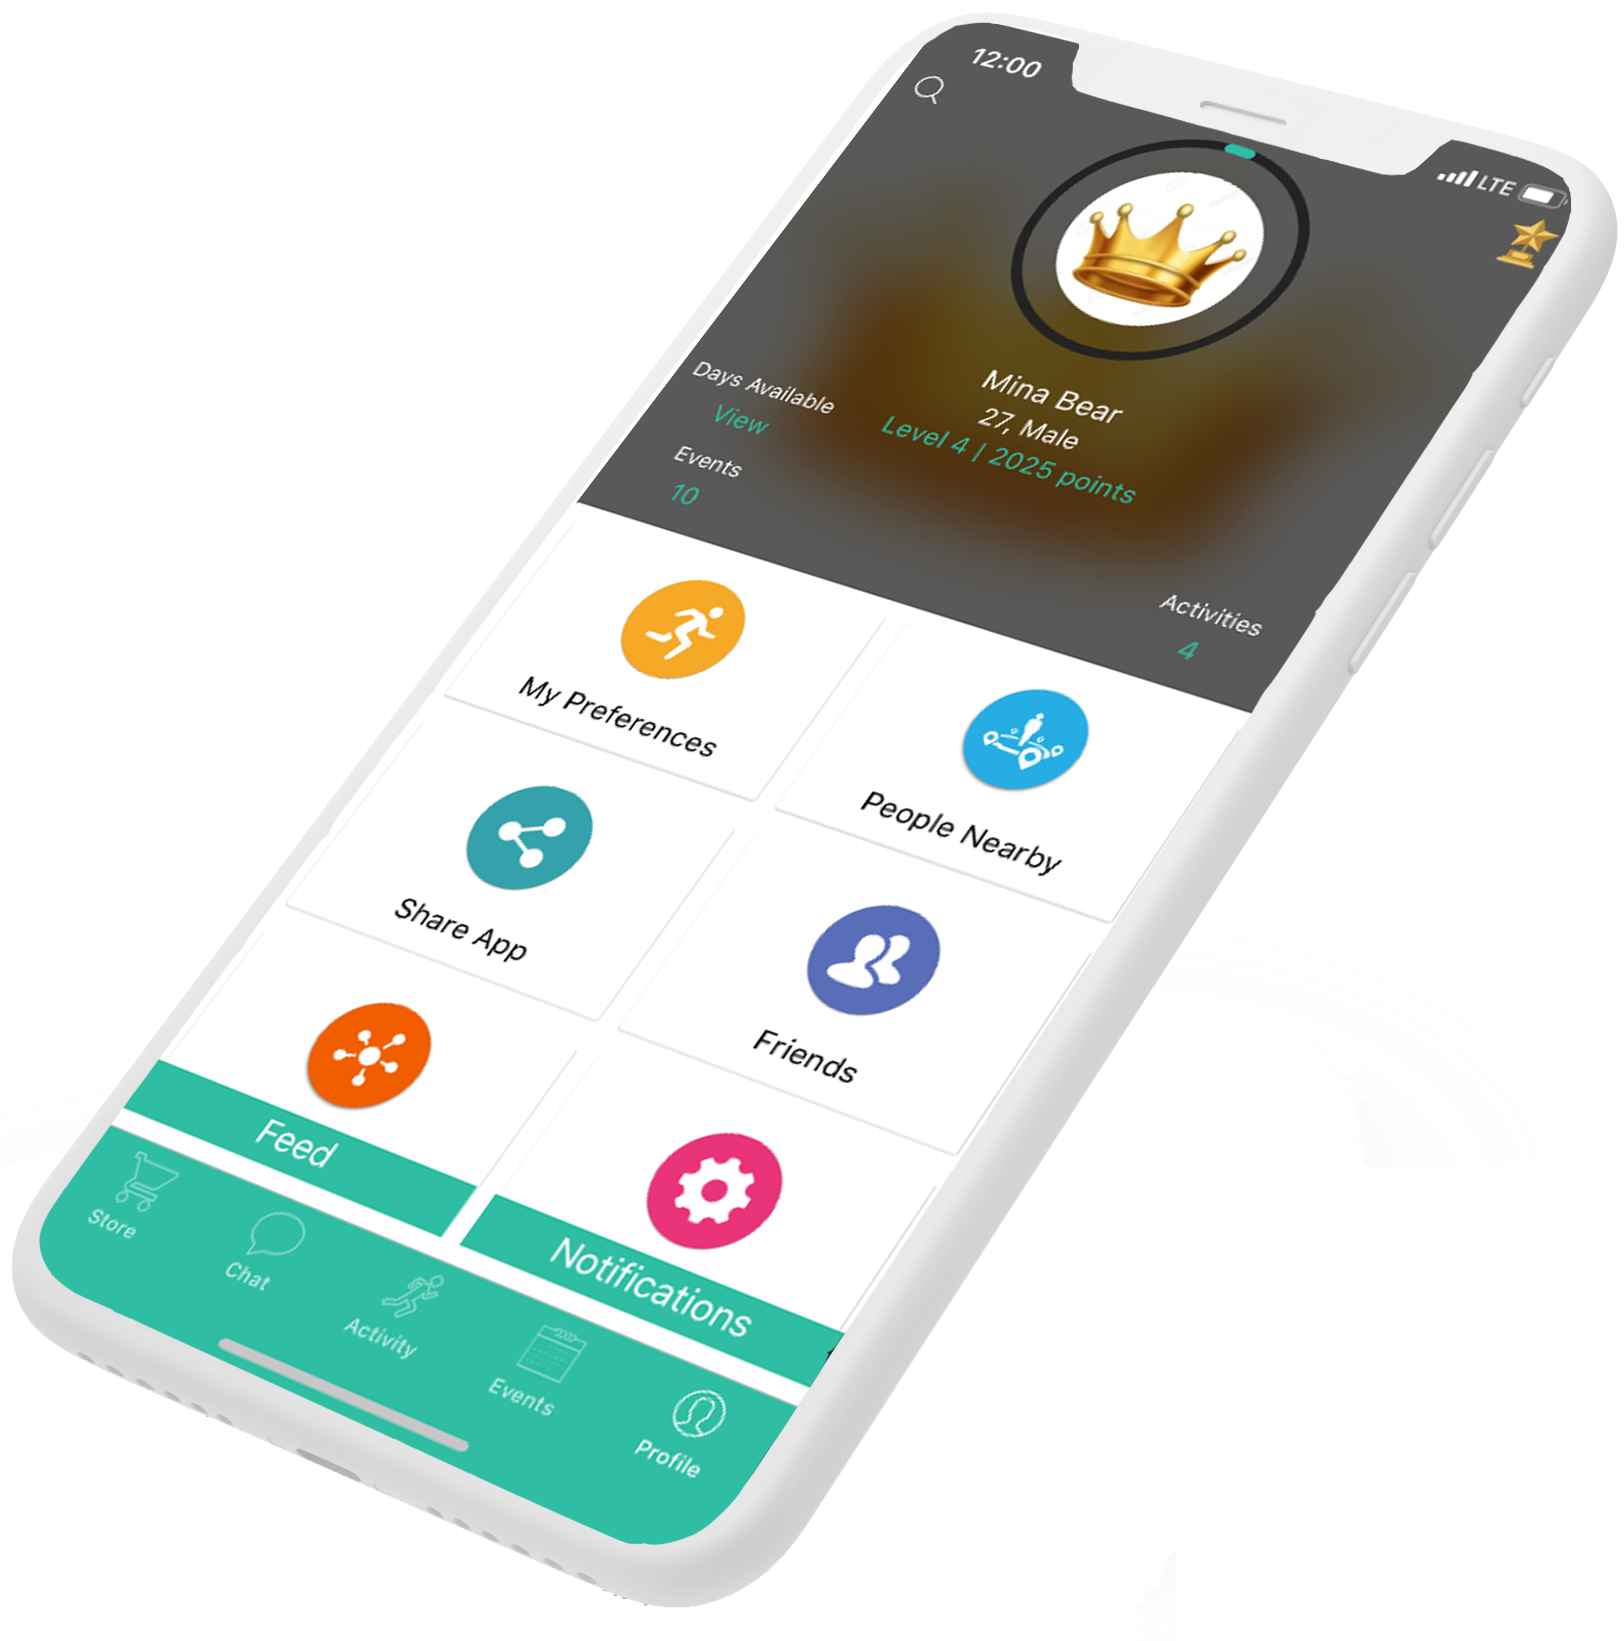 12:00
LTE
Mina Bear
27, Male
Level 4 | 2025 points
Days Available
View
Events
10
Activities
4
My Preferences
People Nearby
Share App
Friends
Feed
Notifications
Store
Chat
Activity
Events
Profile